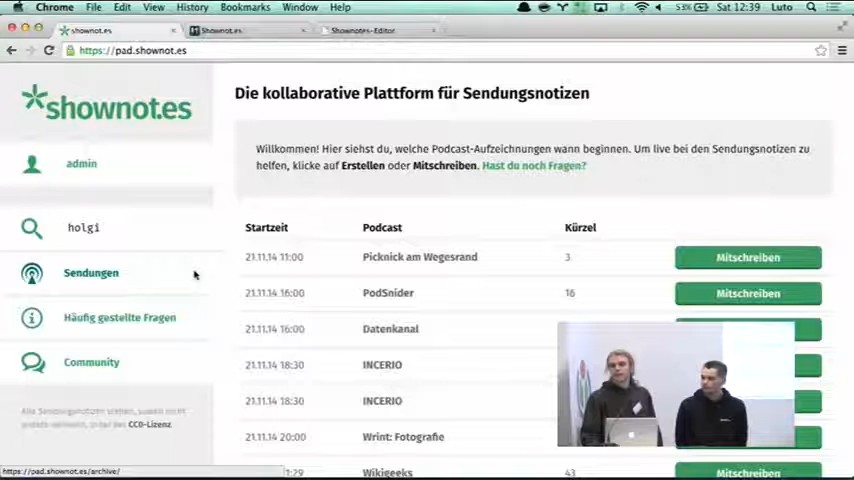 Chrome File Edit View History Bookmarks Window Help 53% Sat 12:39 Luto
shownot.es Shownot.es Shownotes-Editor
https://pad.shownot.es
shownot.es
admin
holgi
Sendungen
Häufig gestellte Fragen
Community
CC0-Lizenz
Die kollaborative Plattform für Sendungsnotizen
Willkommen! Hier siehst du, welche Podcast-Aufzeichnungen wann beginnen. Um live bei den Sendungsnotizen zu
helfen, klicke auf Erstellen oder Mitschreiben. Hast du noch Fragen?
Startzeit Podcast Kürzel
21.11.14 11:00 Picknick am Wegesrand 3 Mitschreiben
21.11.14 16:00 PodSnider 16 Mitschreiben
21.11.14 16:00 Datenkanal
21.11.14 18:30 INCERIO
21.11.14 18:30 INCERIO
21.11.14 20:00 Wrint: Fotografie
1:29 Wikigeeks 43 Mitschreiben
https://pad.shownot.es/archive/